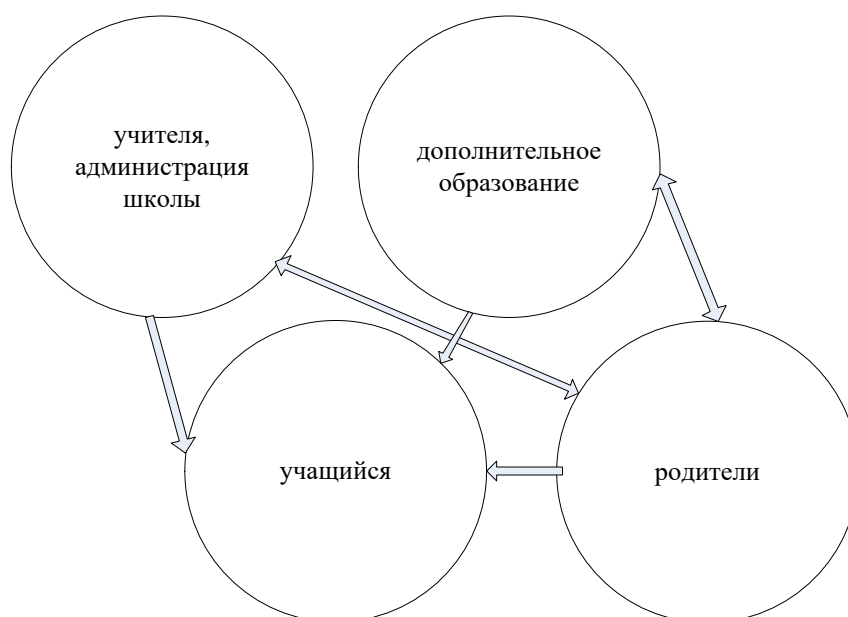 учителя,
администрация
школы
дополнительное
образование
учащийся
родители